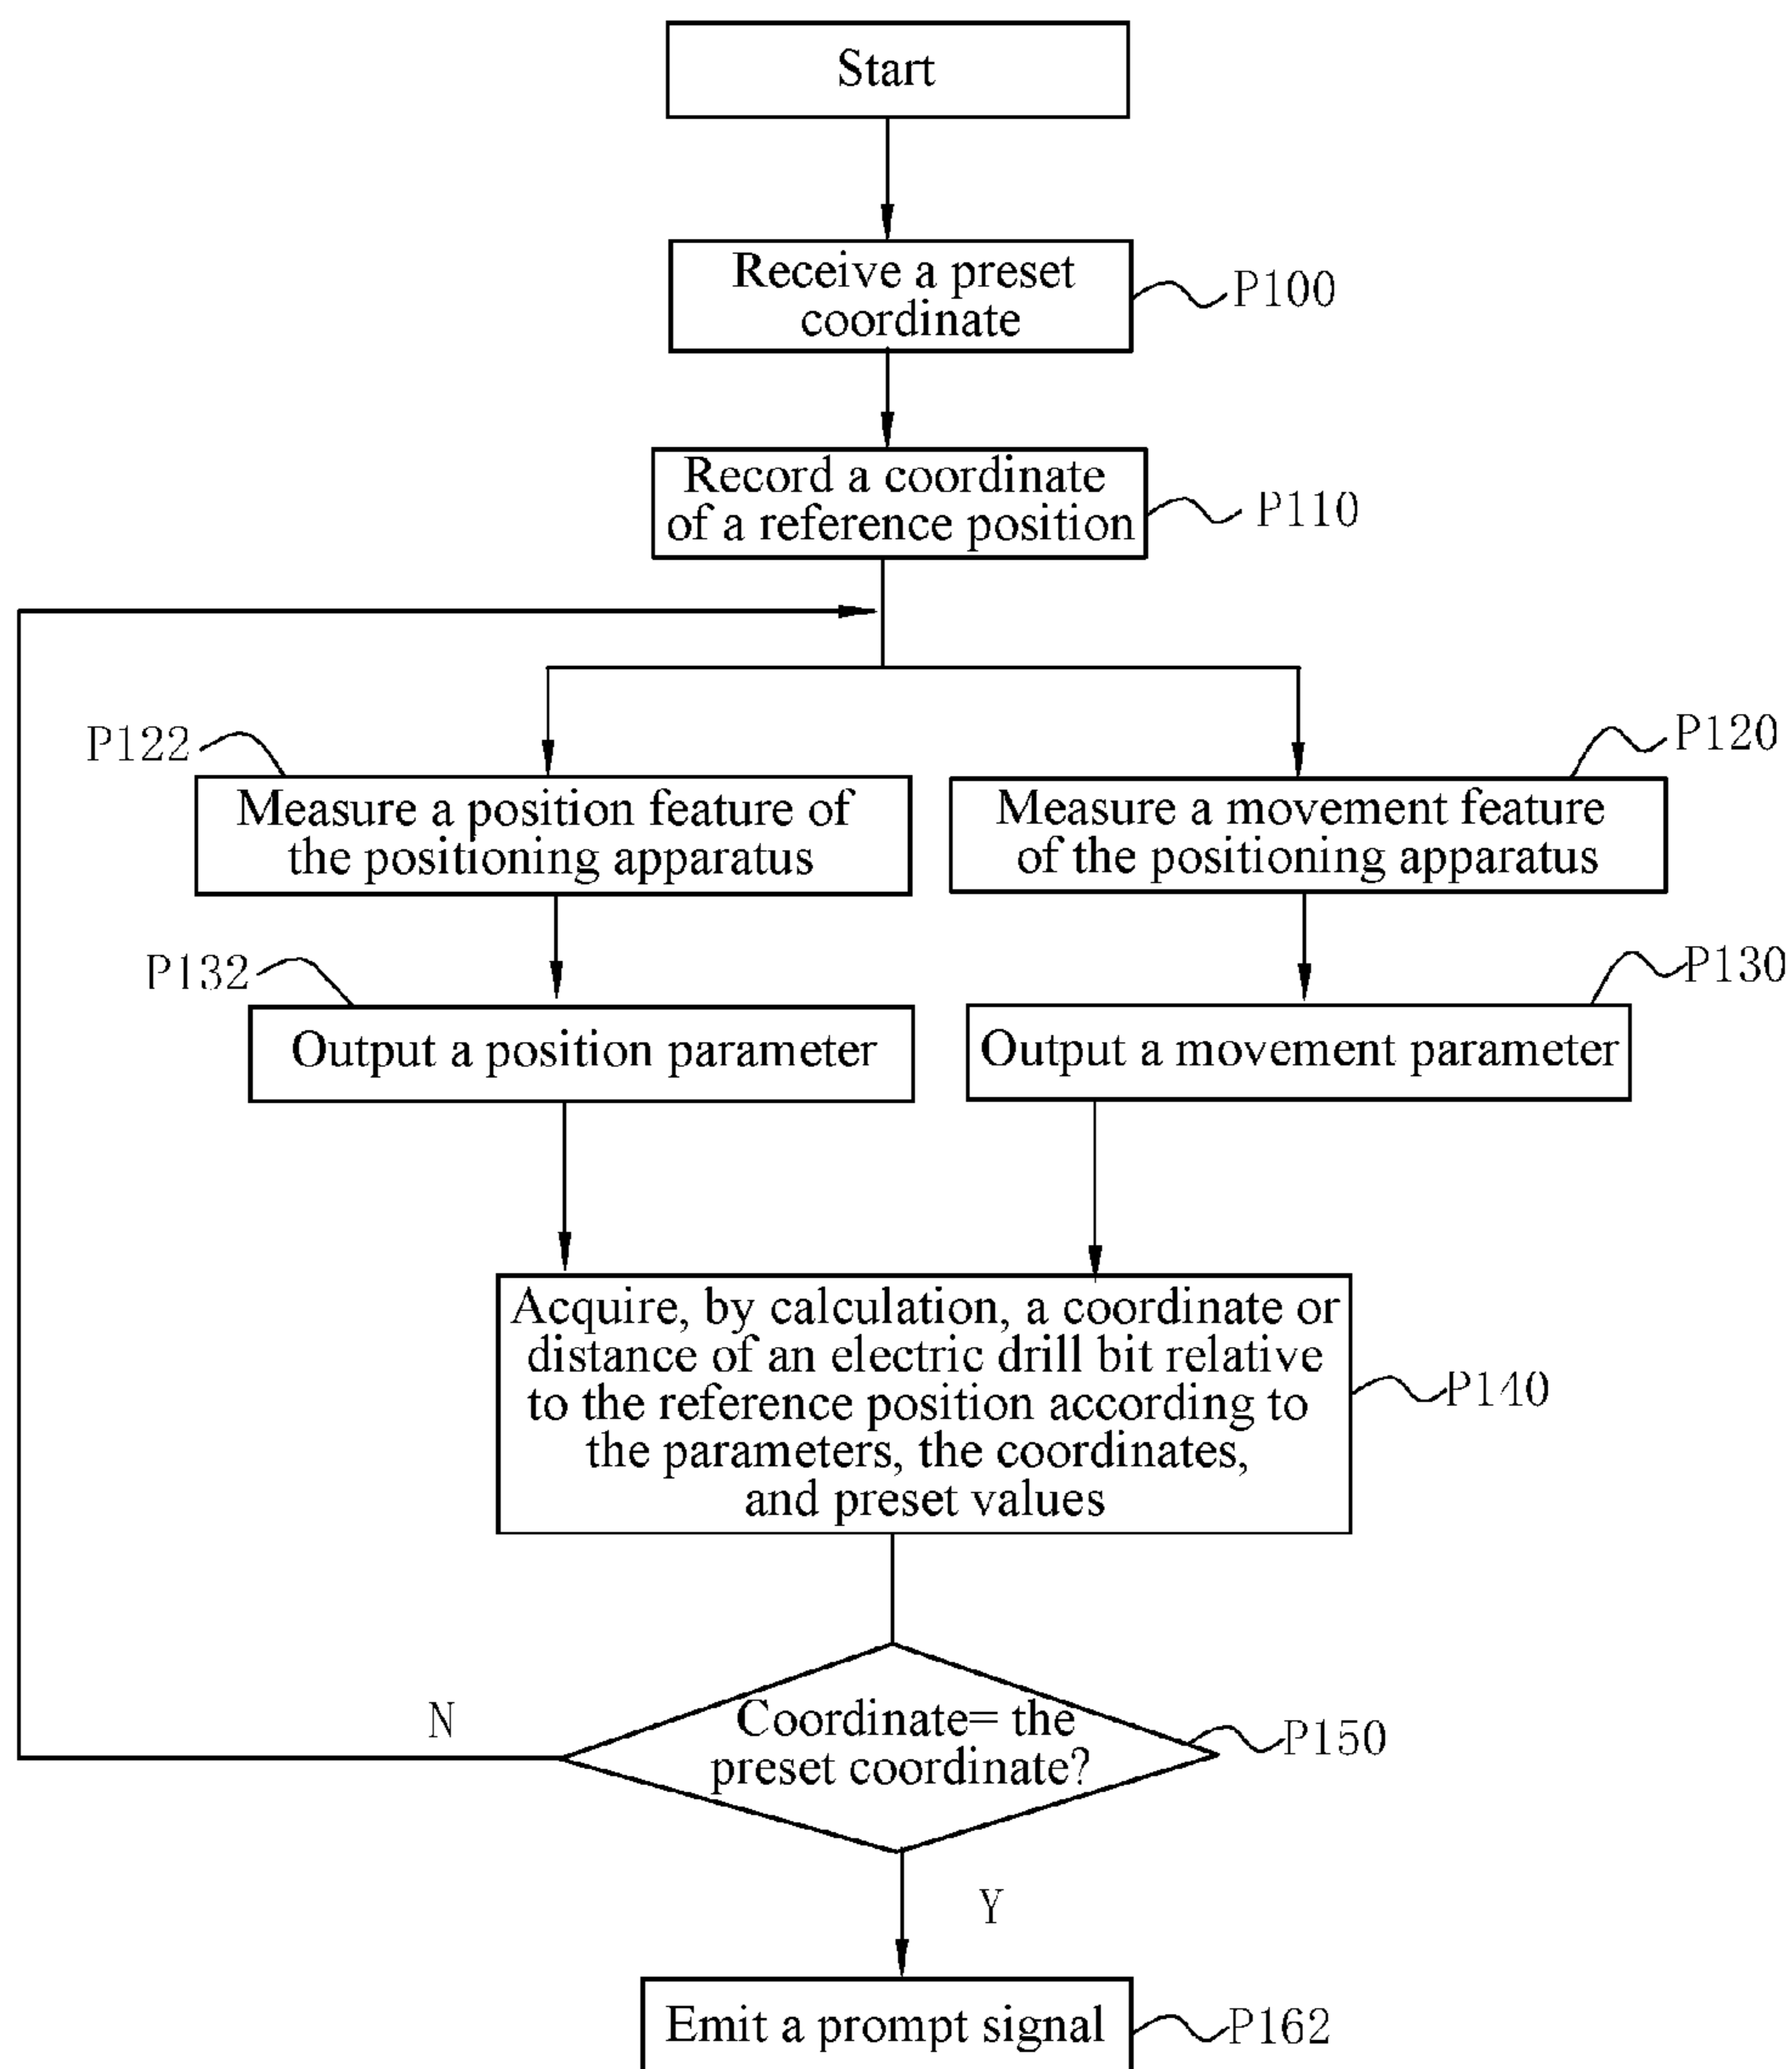 Start
Receive a preset
coordinate
P100
Record a coordinate
of a reference position
P110
P122
P120
Measure a position feature of
the positioning apparatus
Measure a movement feature
of the positioning apparatus
P132
P130
Output a position parameter
Output a movement parameter
Acquire, by calculation, a coordinate or
distance of an electric drill bit relative
to the reference position according to
the parameters, the coordinates,
and preset values
P140
N
Coordinate= the
preset coordinate?
P150
Y
Emit a prompt signal
P162